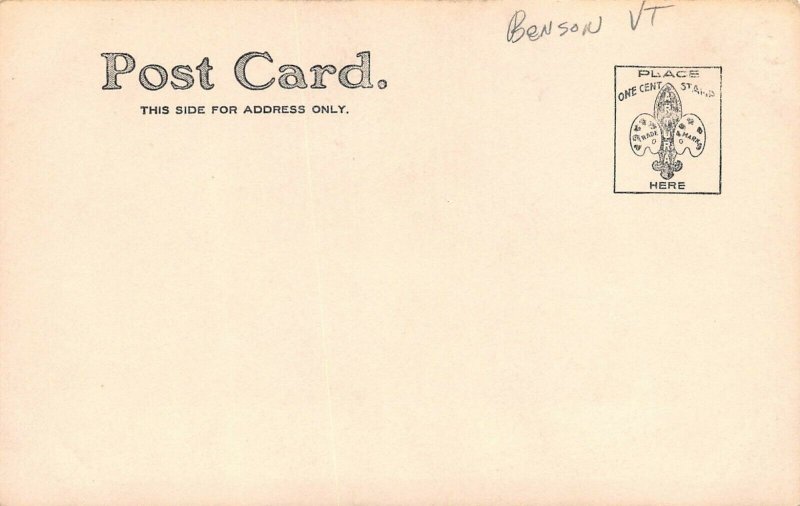 Benson VT
Post Card.
THIS SIDE FOR ADDRESS ONLY.
PLACE
ONE CENT STAMP
TRADE MARK
HERE